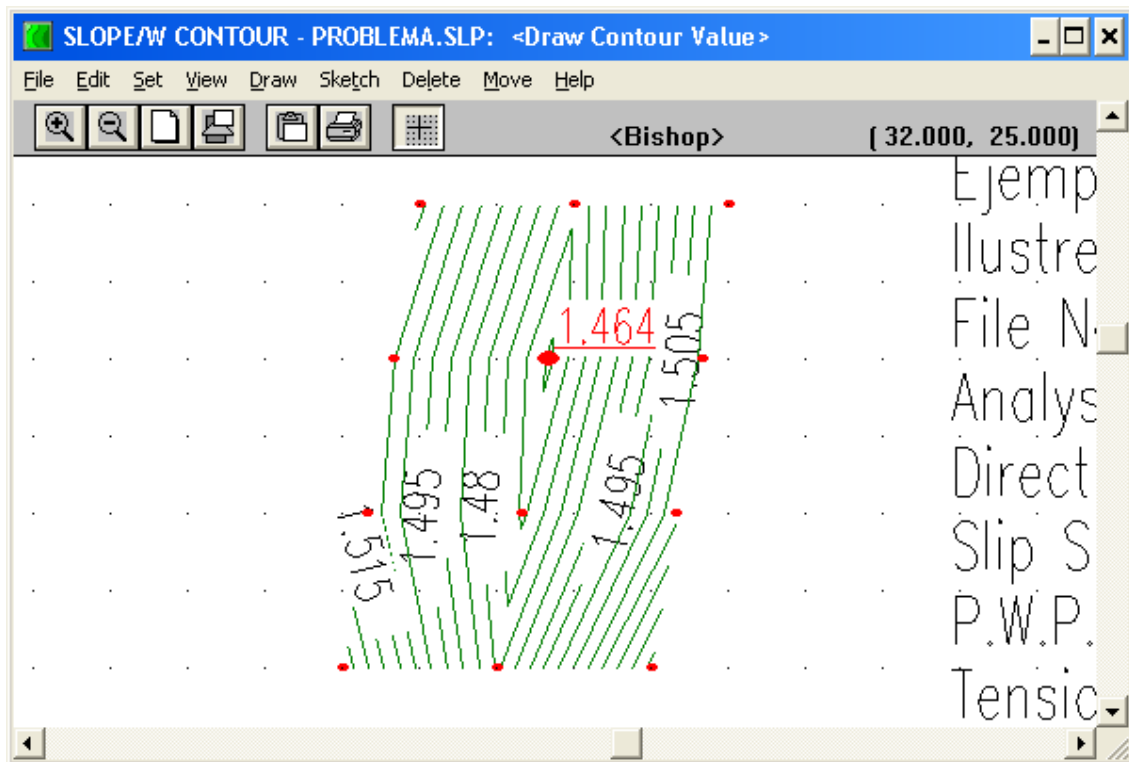 SLOPE/W CONTOUR - PROBLEMA.SLP: <Draw Contour Value>
File Edit Set View Draw Sketch Delete Move Help
<Bishop> ( 32.000, 25.000)
Ejemp
Ilustre
File N
Analys
Direct
Slip S
P.W.P.
Tensic
1.464
1.505
1.495
1.48
1.495
1.515